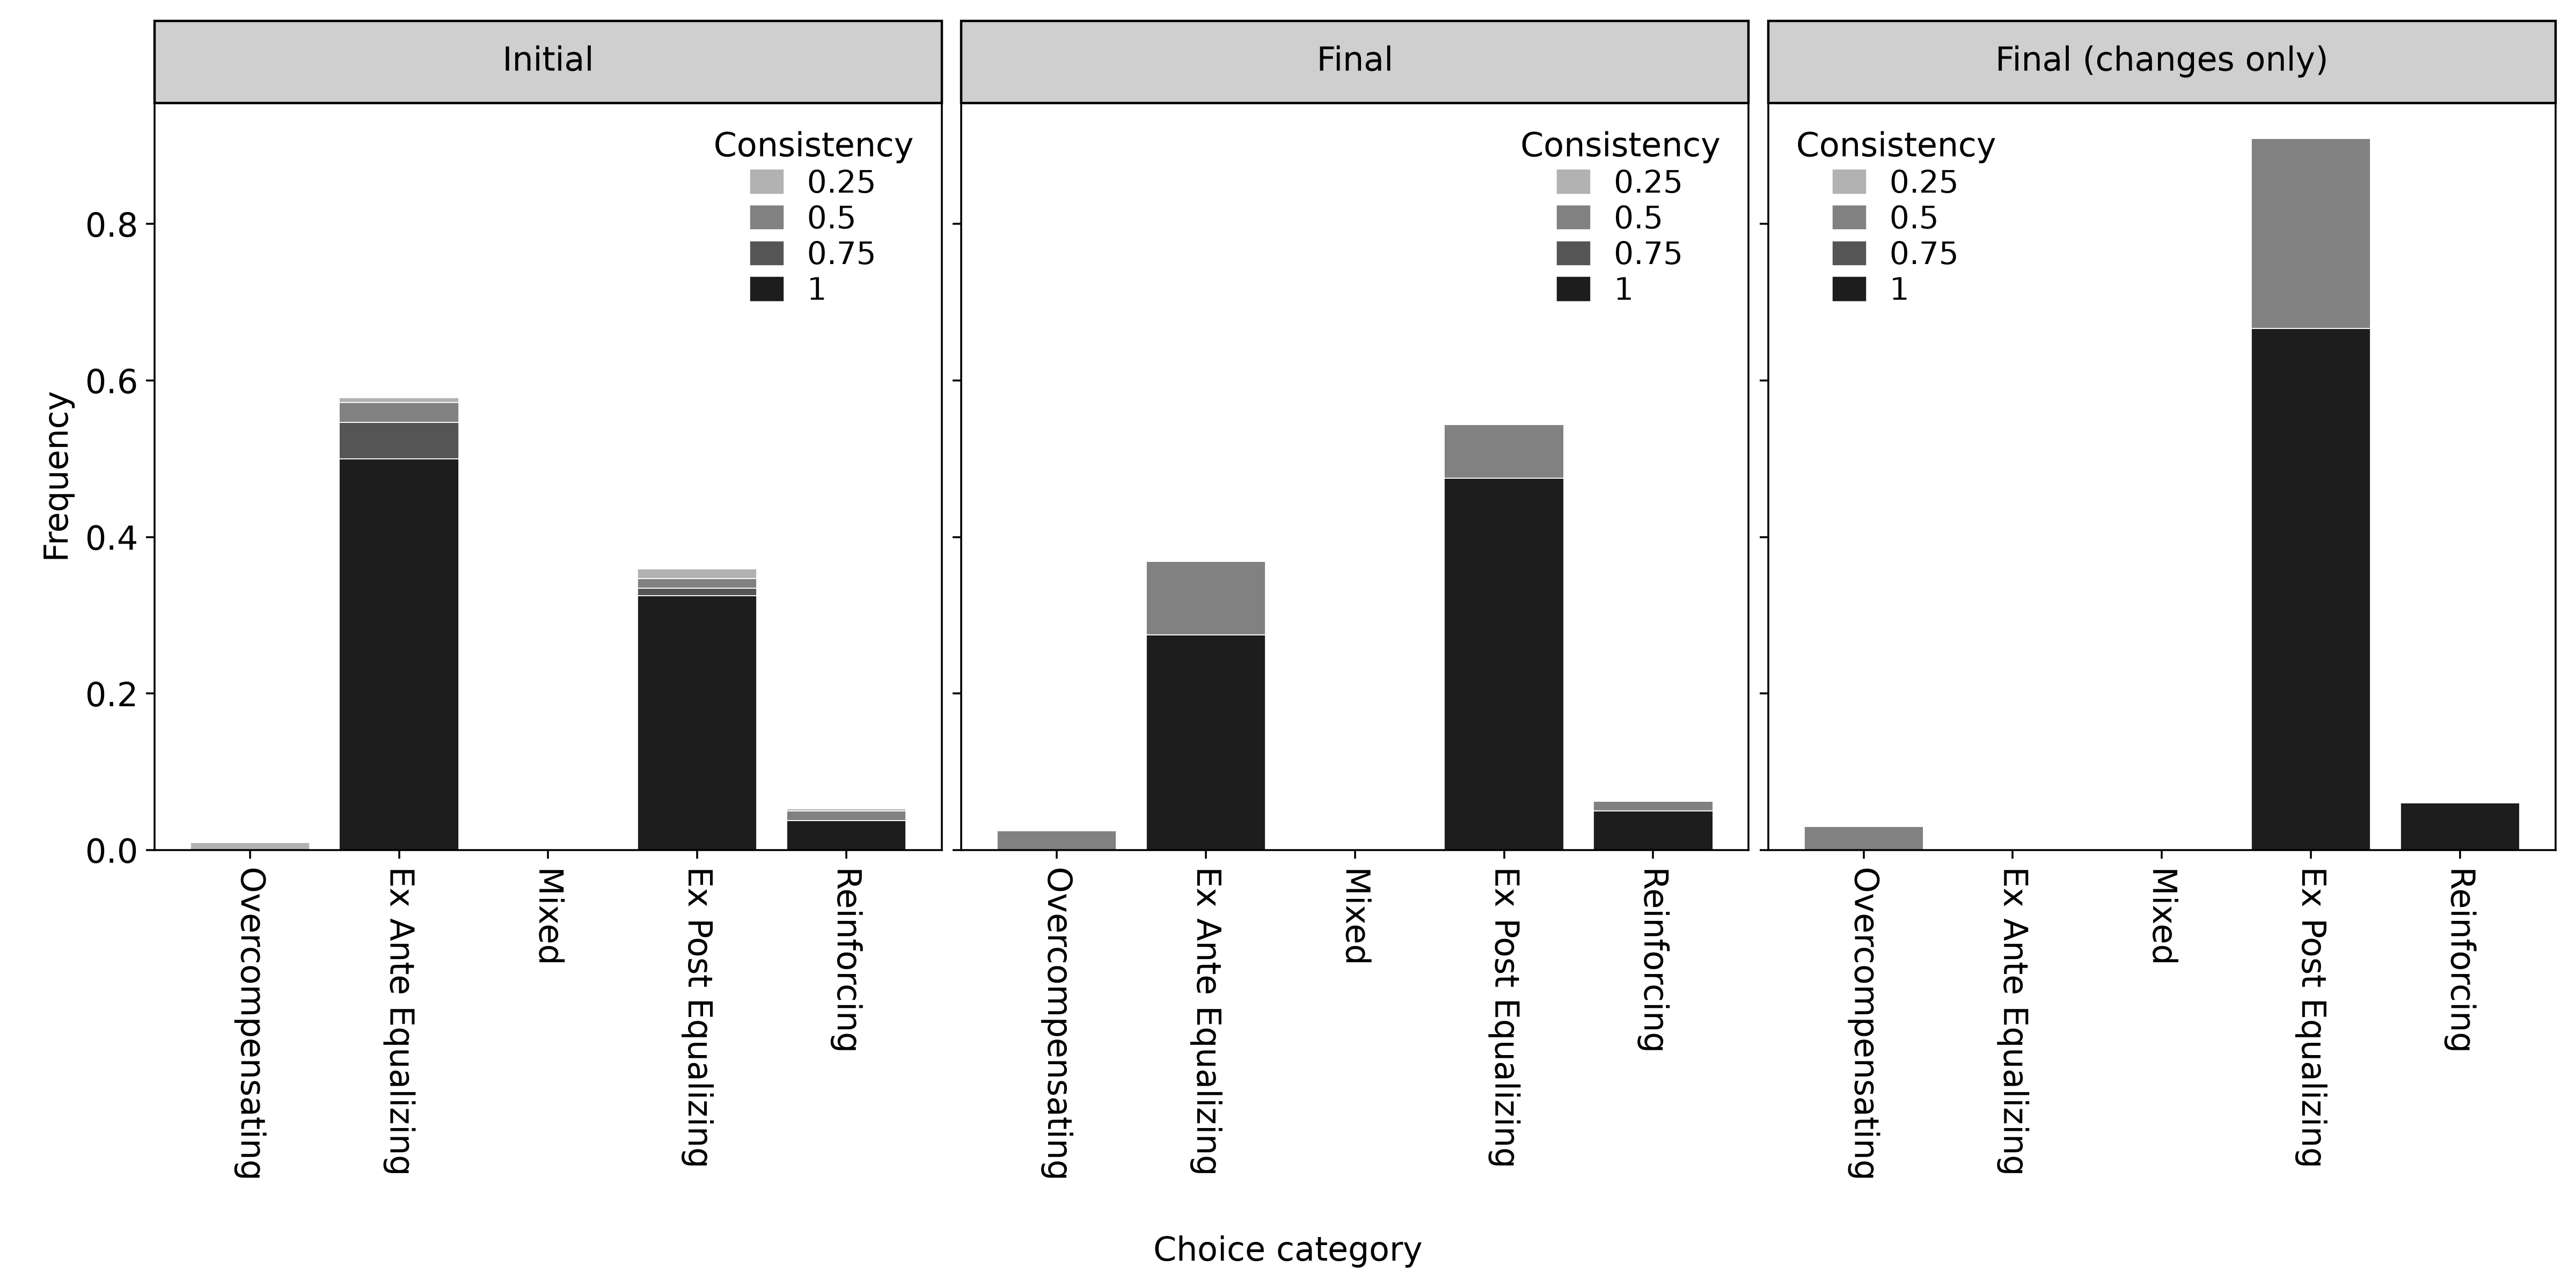 Initial
Final
Final (changes only)
Consistency
0.25
0.5
0.75
1
Consistency
0.25
0.5
0.75
1
Consistency
0.25
0.5
0.75
1
Frequency
0.8
0.6
0.4
0.2
0.0
Overcompensating
Ex Ante Equalizing
Mixed
Ex Post Equalizing
Reinforcing
Overcompensating
Ex Ante Equalizing
Mixed
Ex Post Equalizing
Reinforcing
Overcompensating
Ex Ante Equalizing
Mixed
Ex Post Equalizing
Reinforcing
Choice category